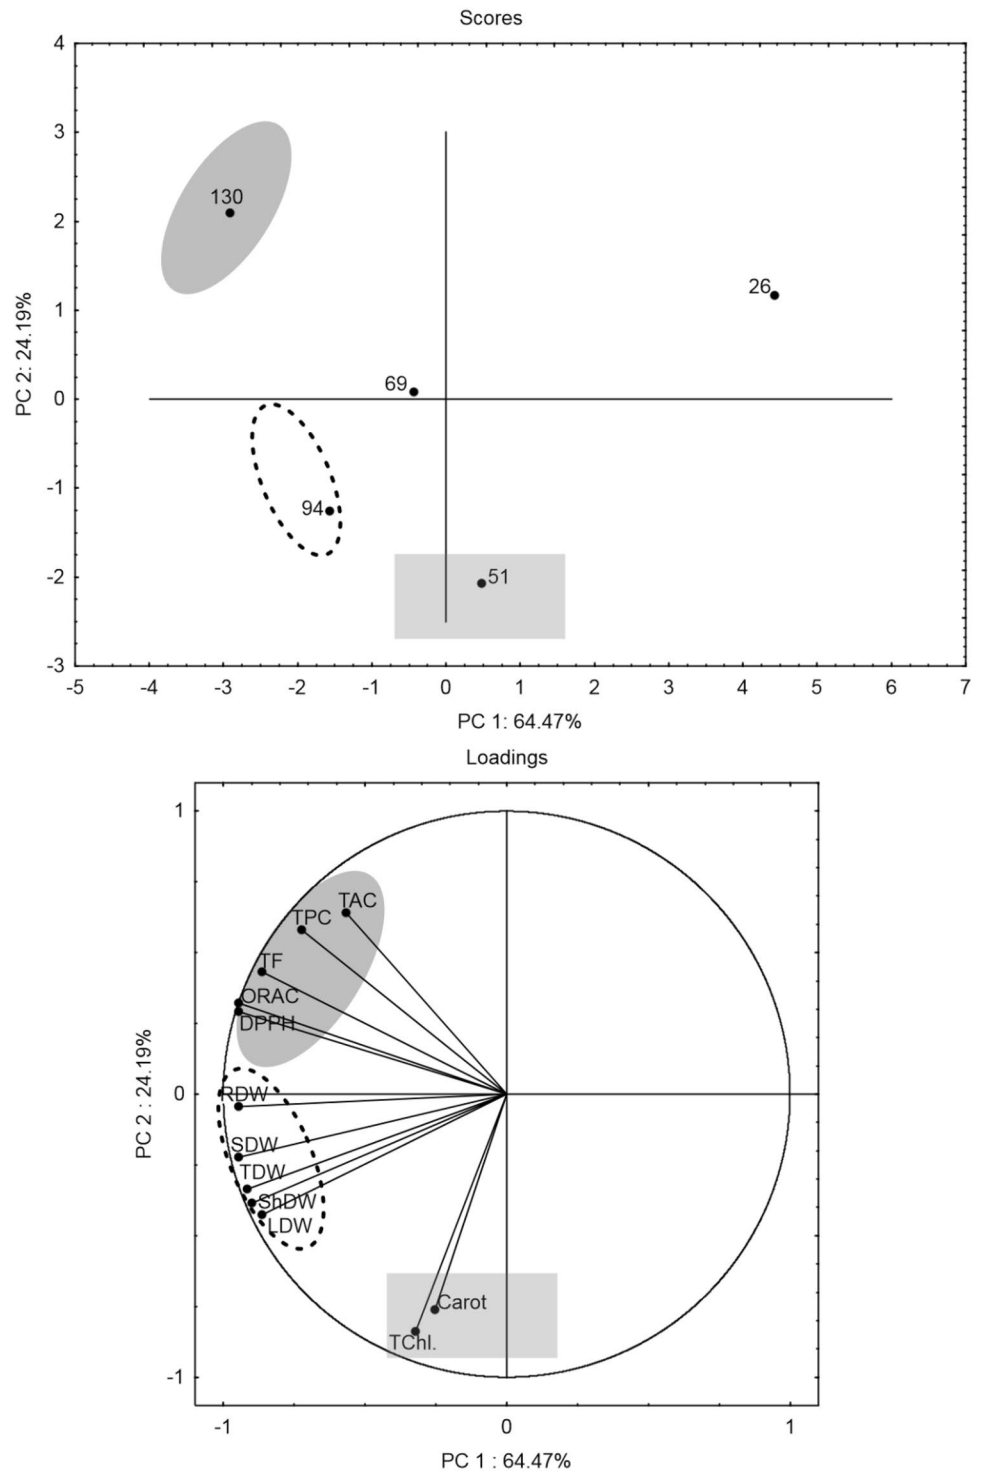 Scores
4
3
130
2
26
1
69
0
94
-1
51
-2
-3
PC 2: 24.19%
-5 -4 -3 -2 -1 0 1 2 3 4 5 6 7
PC 1: 64.47%
Loadings
1
TAC
TPC
TF
ORAC
DPPH
0
RDW
SDW
TDW
ShDW
LDW
Carot
TChl.
-1
PC 2 : 24.19%
-1 0 1
PC 1 : 64.47%